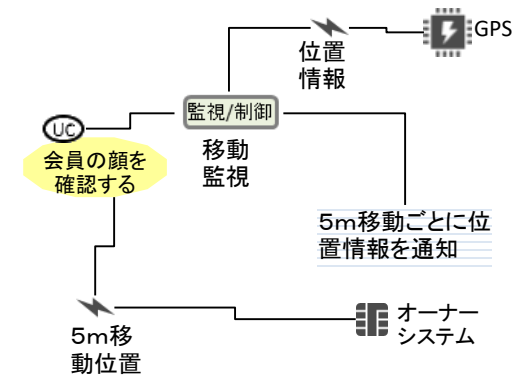 GPS
位置
情報
監視/制御
UC
会員の顔を
確認する
移動
監視
5m移動ごとに位
置情報を通知
オーナー
システム
5m移
動位置